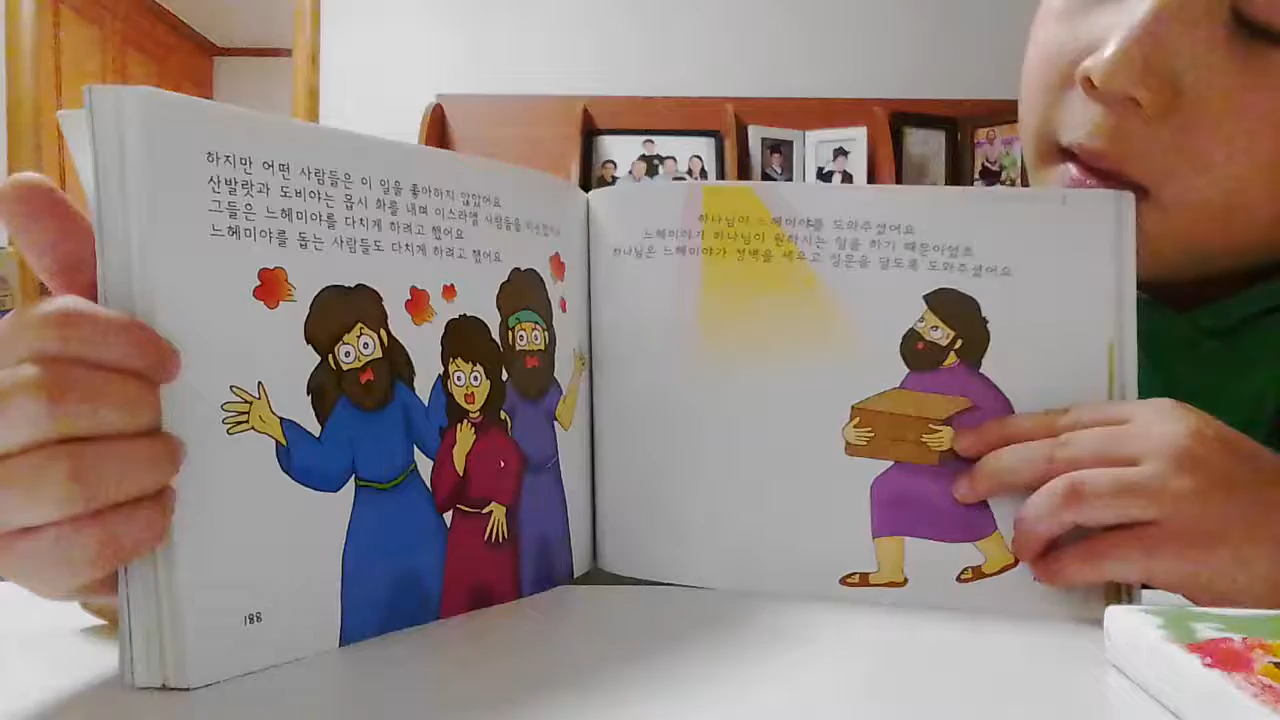 하지만 어떤 사람들은 이 일을 좋아하지 않았어요
산발랏과 도비야는 몹시 화를 내며 이스라엘 사람들을
그들은 느헤미야를 다치게 하려고 했어요
느헤미야를 돕는 사람들도 다치게 하려고 했어요
188
하나님이 느헤미야를 도와주셨어요
느헤미야가 하나님이 원하시는 일을 하기 때문이었죠
하나님은 느헤미야가 성벽을 세우고 성문을 달도록 도와주셨어요